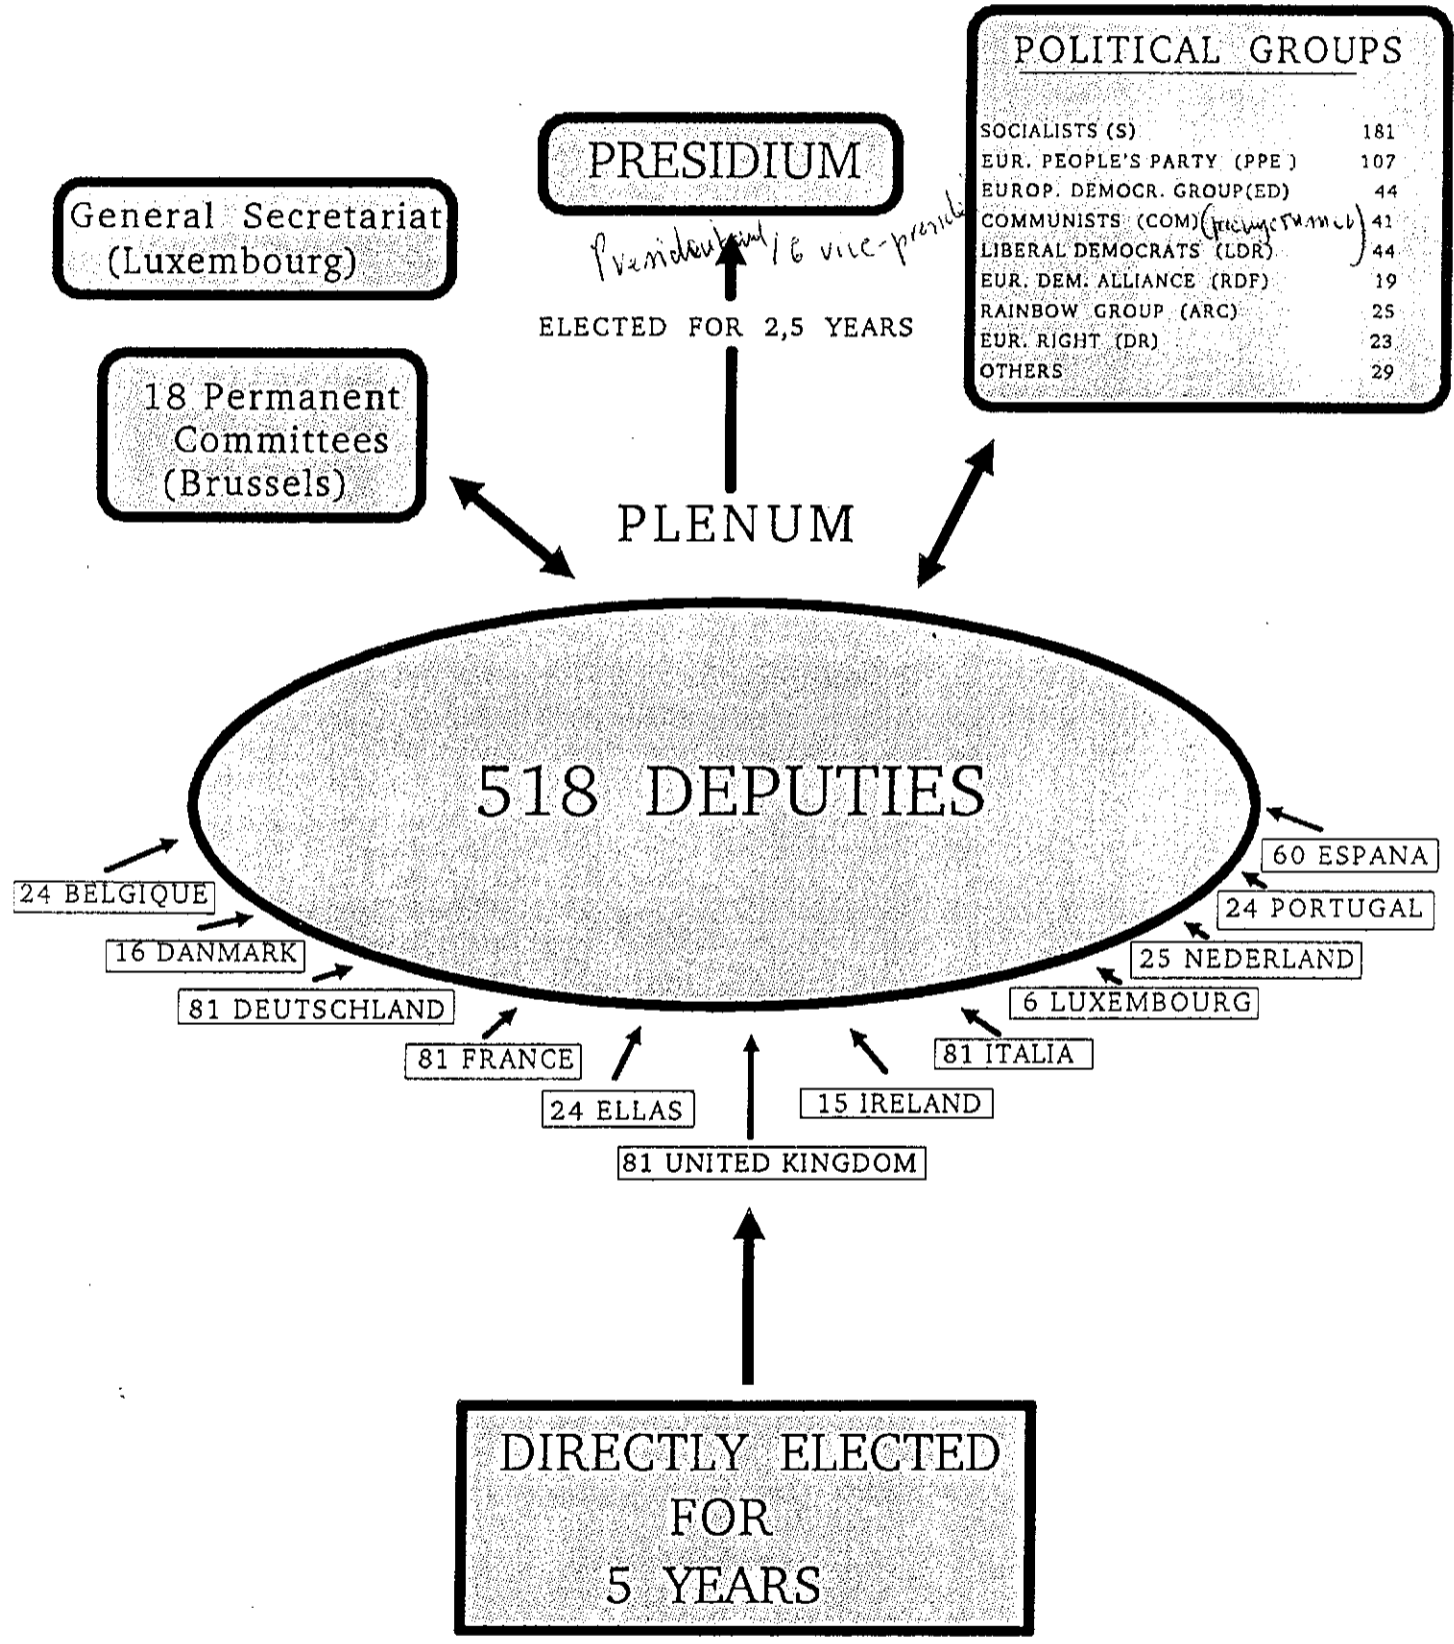 POLITICAL GROUPS
SOCIALISTS (S) 181
EUR. PEOPLE'S PARTY (PPE) 107
EUROP. DEMOCR. GROUP(ED) 44
COMMUNISTS (COM) 41
LIBERAL DEMOCRATS (LDR) 44
EUR. DEM. ALLIANCE (RDF) 19
RAINBOW GROUP (ARC) 25
EUR. RIGHT (DR) 23
OTHERS 29
PRESIDIUM
vice-presid
ELECTED FOR 2,5 YEARS
General Secretariat
(Luxembourg)
18 Permanent
Committees
(Brussels)
PLENUM
518 DEPUTIES
24 BELGIQUE
16 DANMARK
81 DEUTSCHLAND
81 FRANCE
24 ELLAS
81 UNITED KINGDOM
15 IRELAND
81 ITALIA
6 LUXEMBOURG
25 NEDERLAND
24 PORTUGAL
60 ESPANA
DIRECTLY ELECTED
FOR
5 YEARS